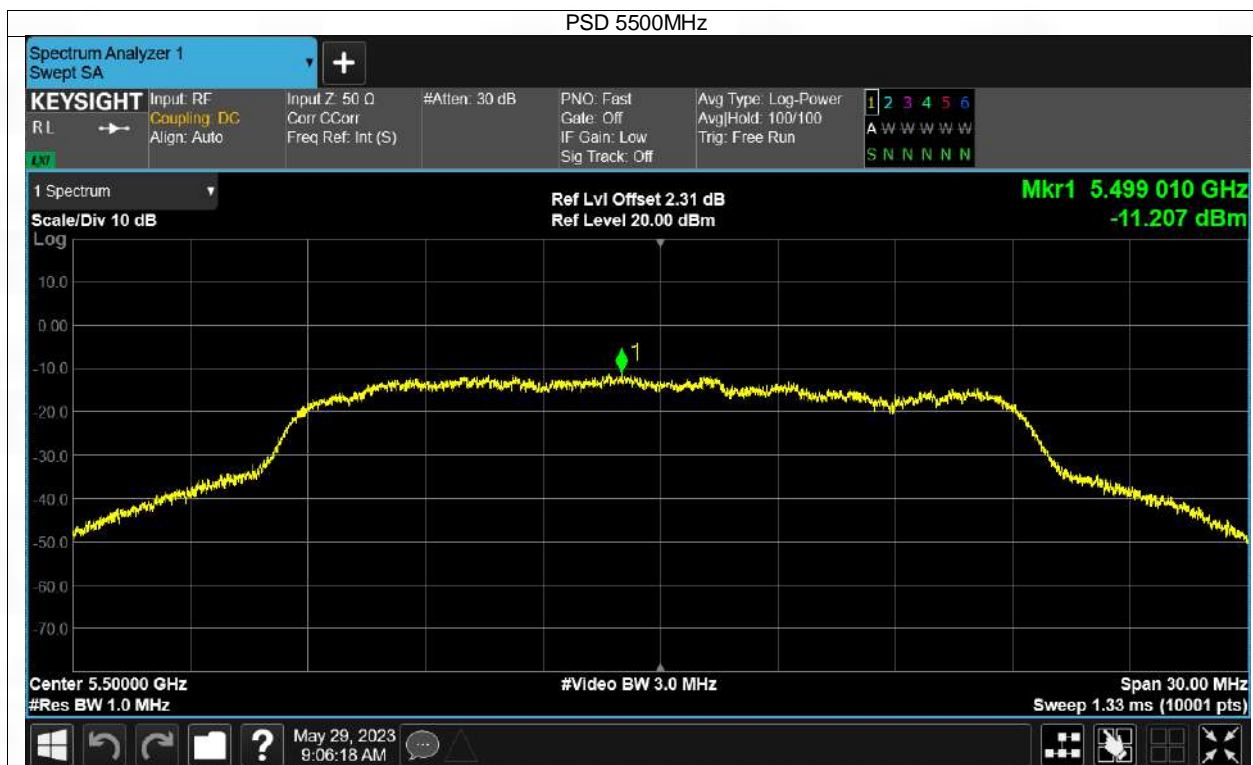 PSD 5500MHz
Spectrum Analyzer 1
Swept SA
KEYSIGHT
RL
LXI
Input: RF
Coupling: DC
Align: Auto
Input Z: 50 Ω
Corr CCorr
Freq Ref: Int (S)
#Atten: 30 dB
PNO: Fast
Gate: Off
IF Gain: Low
Sig Track: Off
Avg Type: Log-Power
Avg|Hold: 100/100
Trig: Free Run
1 2 3 4 5 6
A W W W W W
S N N N N N
1 Spectrum
Scale/Div 10 dB
Ref Lvl Offset 2.31 dB
Ref Level 20.00 dBm
Mkr1 5.499 010 GHz
-11.207 dBm
Log
10.0
0.00
-10.0
-20.0
-30.0
-40.0
-50.0
-60.0
-70.0
1
Center 5.50000 GHz
#Res BW 1.0 MHz
#Video BW 3.0 MHz
Span 30.00 MHz
Sweep 1.33 ms (10001 pts)
May 29, 2023
9:06:18 AM